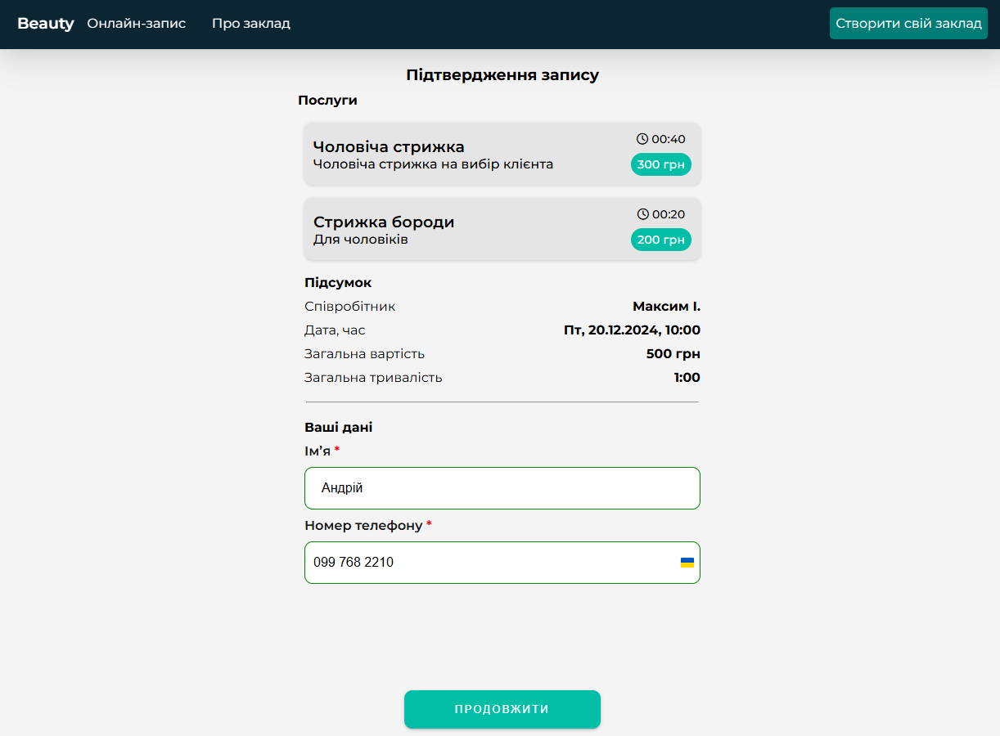 Beauty Онлайн-запис Про заклад Створити свій заклад
Підтвердження запису
Послуги
Чоловіча стрижка
Чоловіча стрижка на вибір клієнта
00:40
300 грн
Стрижка бороди
Для чоловіків
00:20
200 грн
Підсумок
Співробітник Максим І.
Дата, час Пт, 20.12.2024, 10:00
Загальна вартість 500 грн
Загальна тривалість 1:00
Ваші дані
Ім’я *
Андрій
Номер телефону *
099 768 2210
ПРОДОВЖИТИ